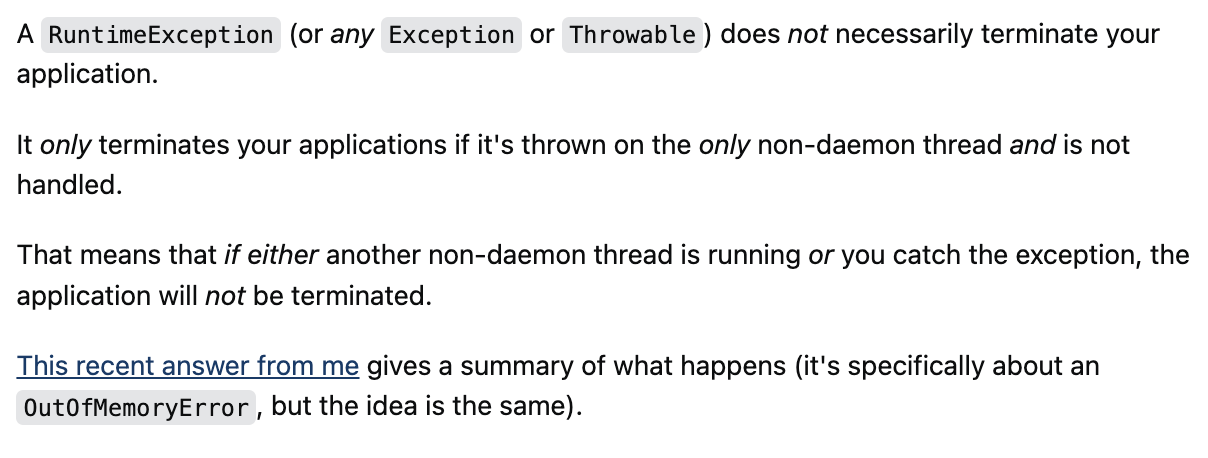 A RuntimeException (or any Exception or Throwable) does not necessarily terminate your
application.
It only terminates your applications if it's thrown on the only non-daemon thread and is not
handled.
That means that if either another non-daemon thread is running or you catch the exception, the
application will not be terminated.
This recent answer from me gives a summary of what happens (it's specifically about an
OutOfMemoryError, but the idea is the same).